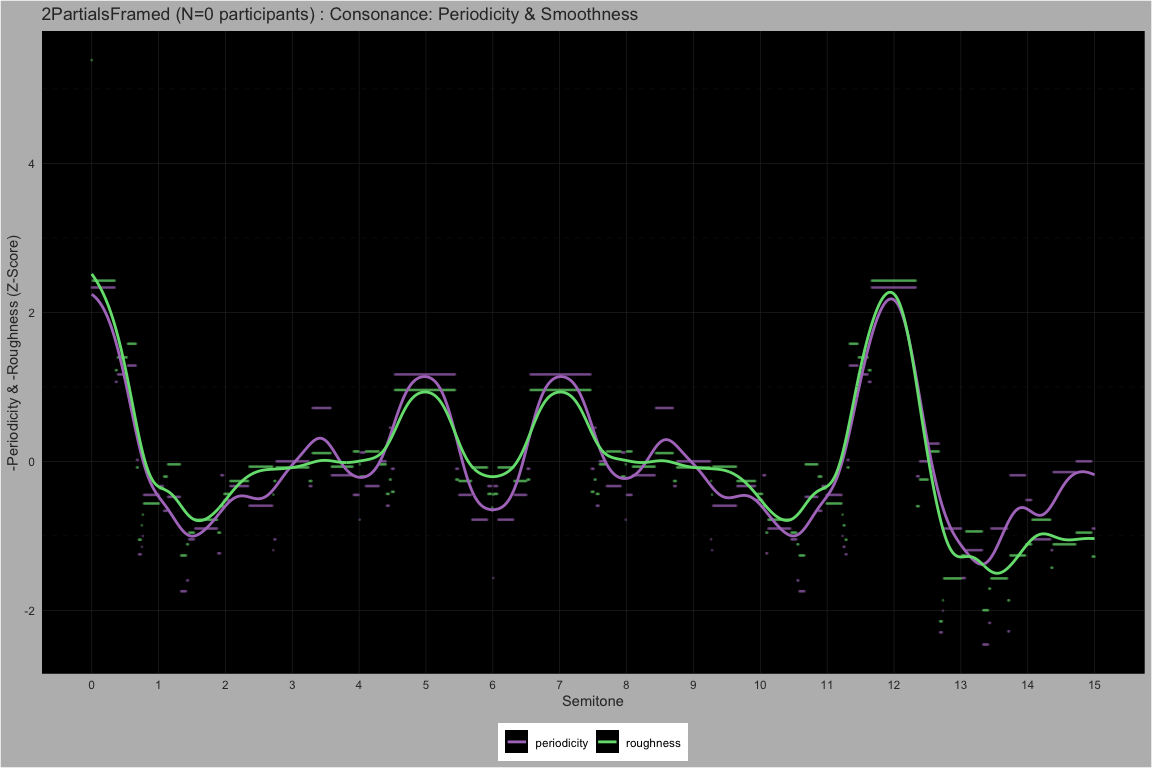 2PartialsFramed (N=0 participants) : Consonance: Periodicity & Smoothness
-Periodicity & -Roughness (Z-Score)
4
2
0
-2
0 1 2 3 4 5 6 7 8 9 10 11 12 13 14 15
Semitone
periodicity roughness